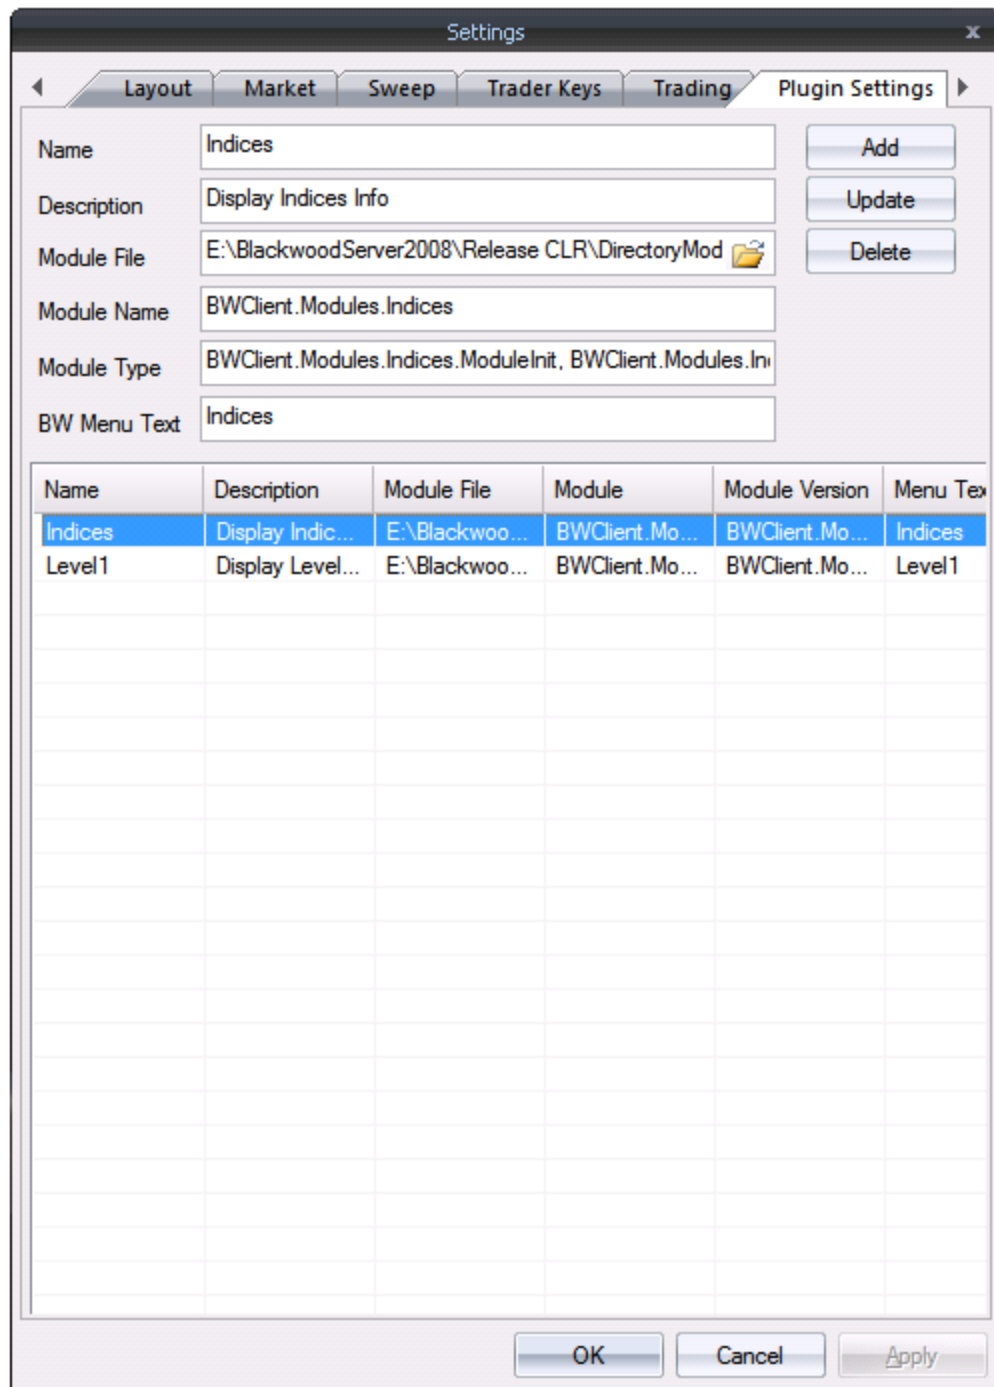 Settings
x
Layout Market Sweep Trader Keys Trading Plugin Settings
Name Indices Add
Description Display Indices Info Update
Module File E:\BlackwoodServer2008\Release CLR\DirectoryMod Delete
Module Name BWClient.Modules.Indices
Module Type BWClient.Modules.Indices.ModuleInit, BWClient.Modules.In
BW Menu Text Indices
Name Description Module File Module Module Version Menu Tex
Indices Display Indic... E:\Blackwoo... BWClient.Mo... BWClient.Mo... Indices
Level1 Display Level... E:\Blackwoo... BWClient.Mo... BWClient.Mo... Level1
OK Cancel Apply